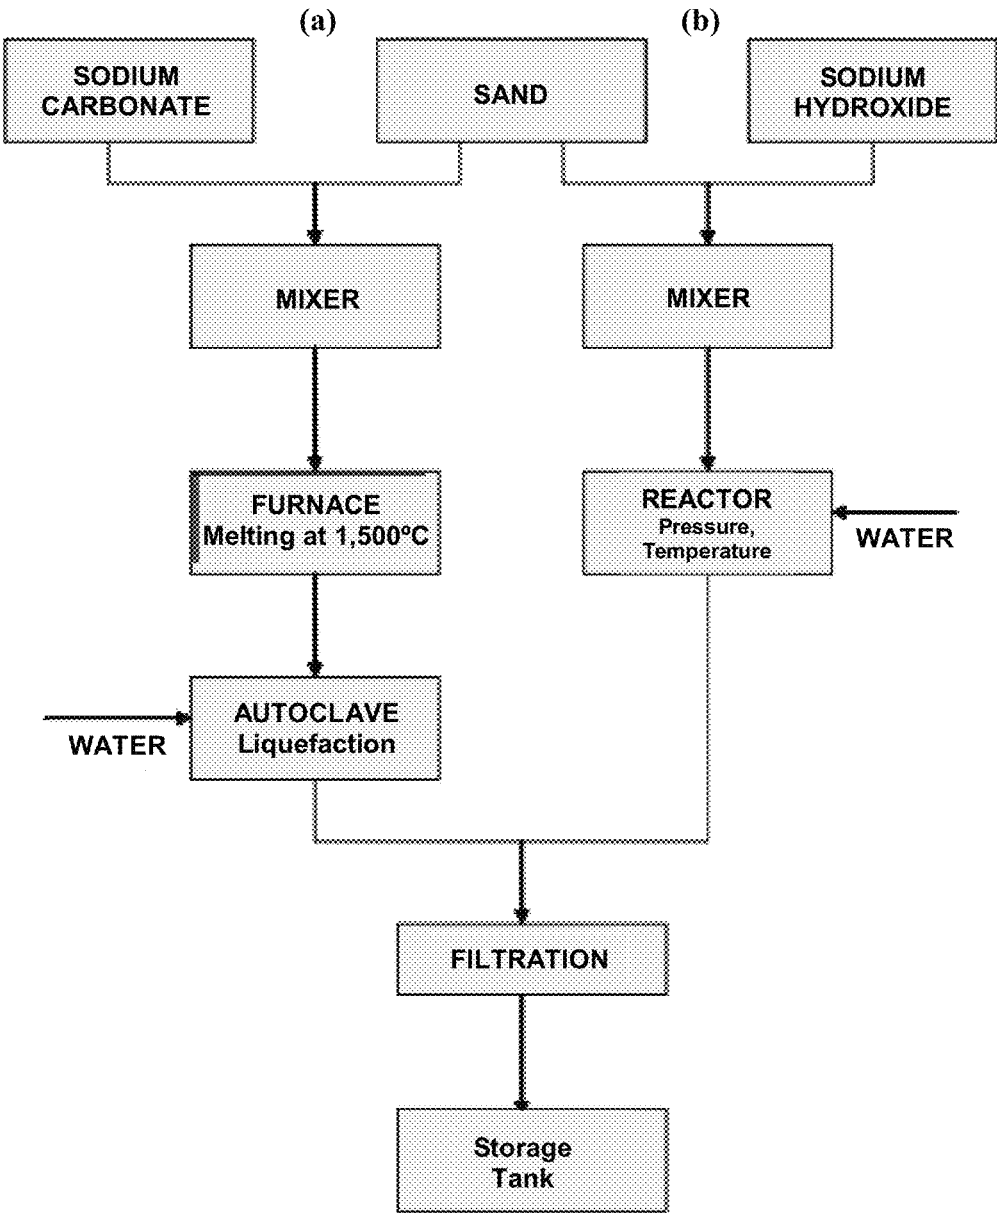 (a)
(b)
SODIUM
CARBONATE
SAND
SODIUM
HYDROXIDE
MIXER
MIXER
FURNACE
Melting at 1,500ºC
REACTOR
Pressure,
Temperature
WATER
AUTOCLAVE
Liquefaction
WATER
FILTRATION
Storage
Tank